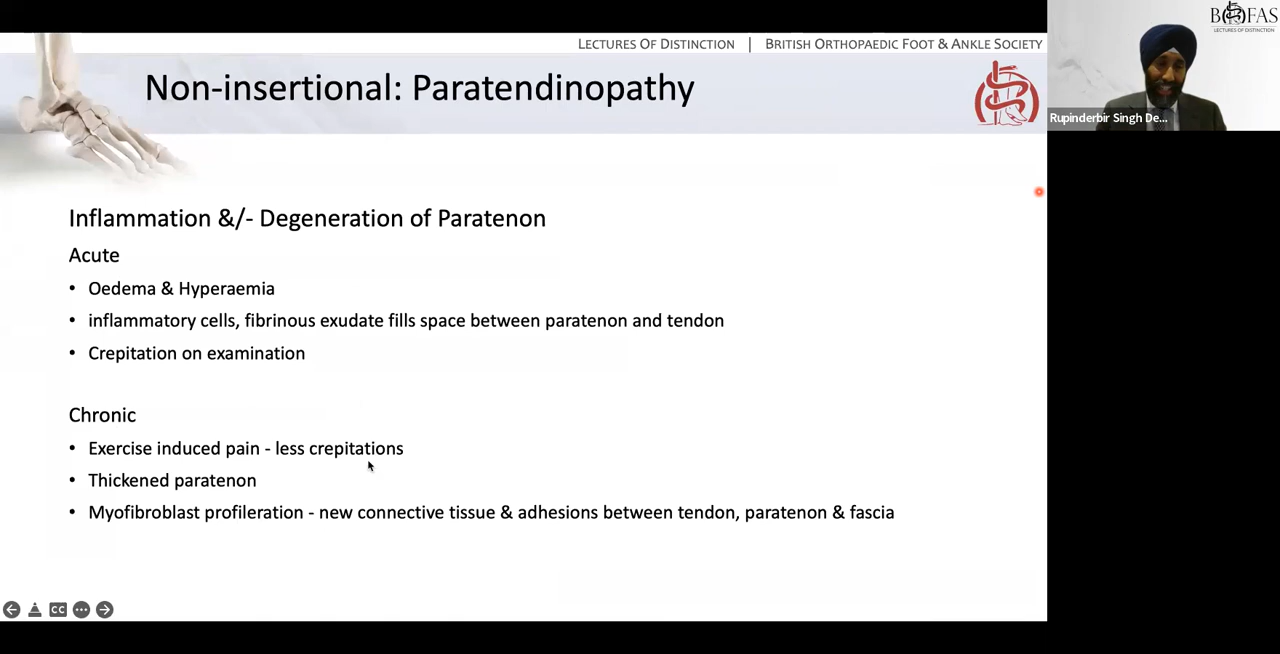 LECTURES OF DISTINCTION | BRITISH ORTHOPAEDIC FOOT & ANKLE SOCIETY
BOFAS
LECTURES OF DISTINCTION
Non-insertional: Paratendinopathy
Rupinderbir Singh De...
Inflammation &/- Degeneration of Paratenon
Acute
• Oedema & Hyperaemia
• inflammatory cells, fibrinous exudate fills space between paratenon and tendon
• Crepitation on examination
Chronic
• Exercise induced pain - less crepitations
• Thickened paratenon
• Myofibroblast profileration - new connective tissue & adhesions between tendon, paratenon & fascia
CC